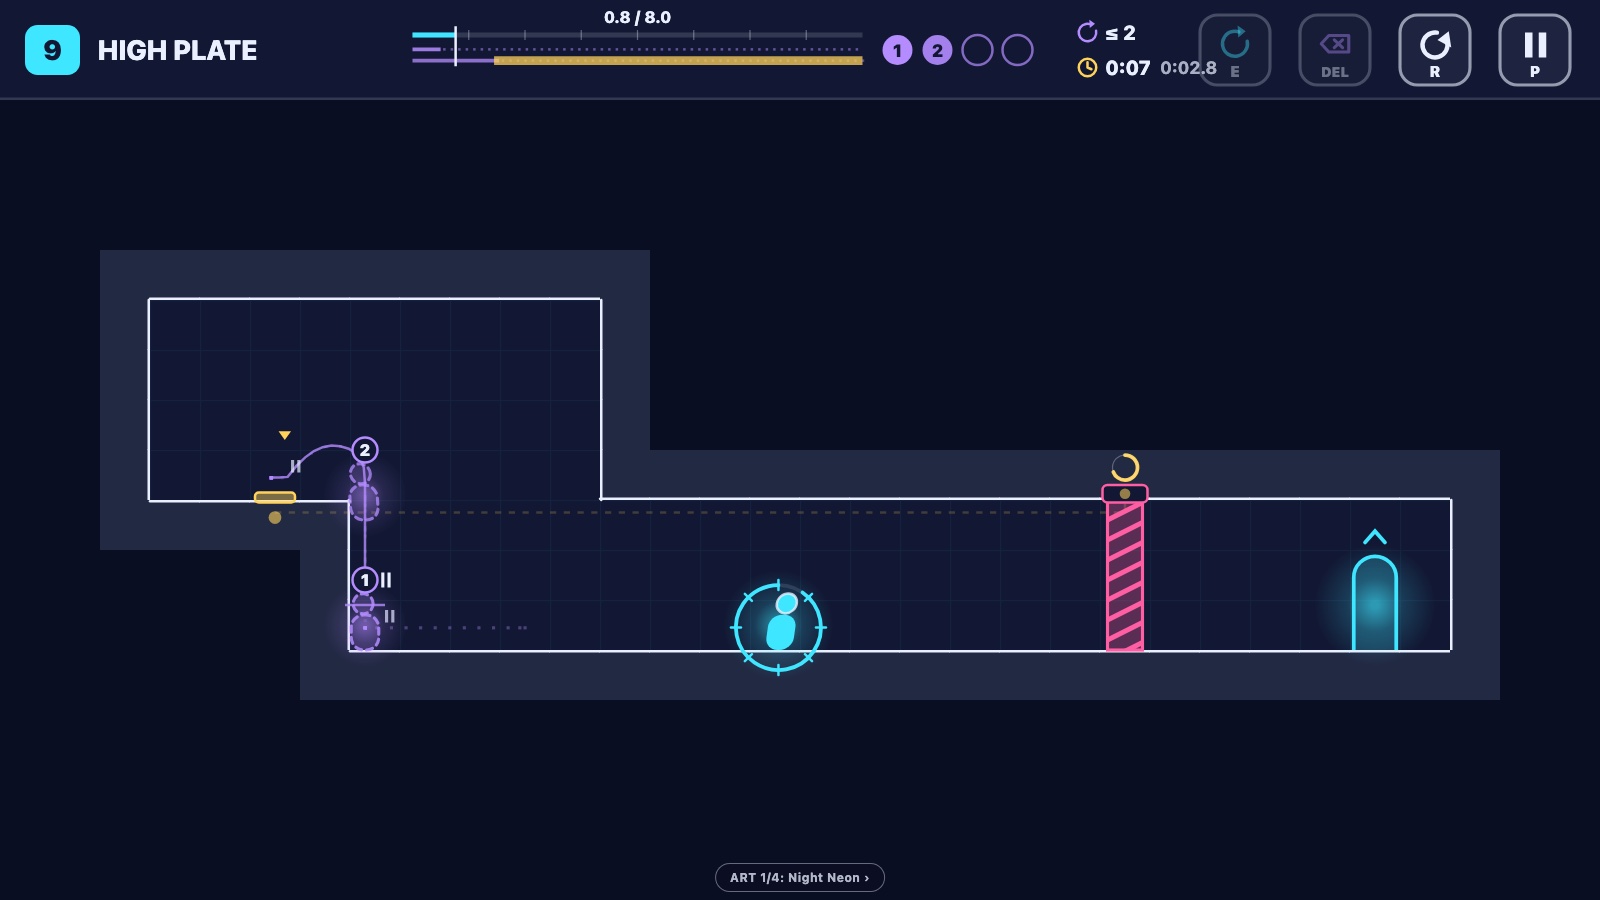 9 HIGH PLATE
0.8 / 8.0
1 2
≤ 2
0:07 0:02.8
E
DEL
R
P
2
1
ART 1/4: Night Neon ›